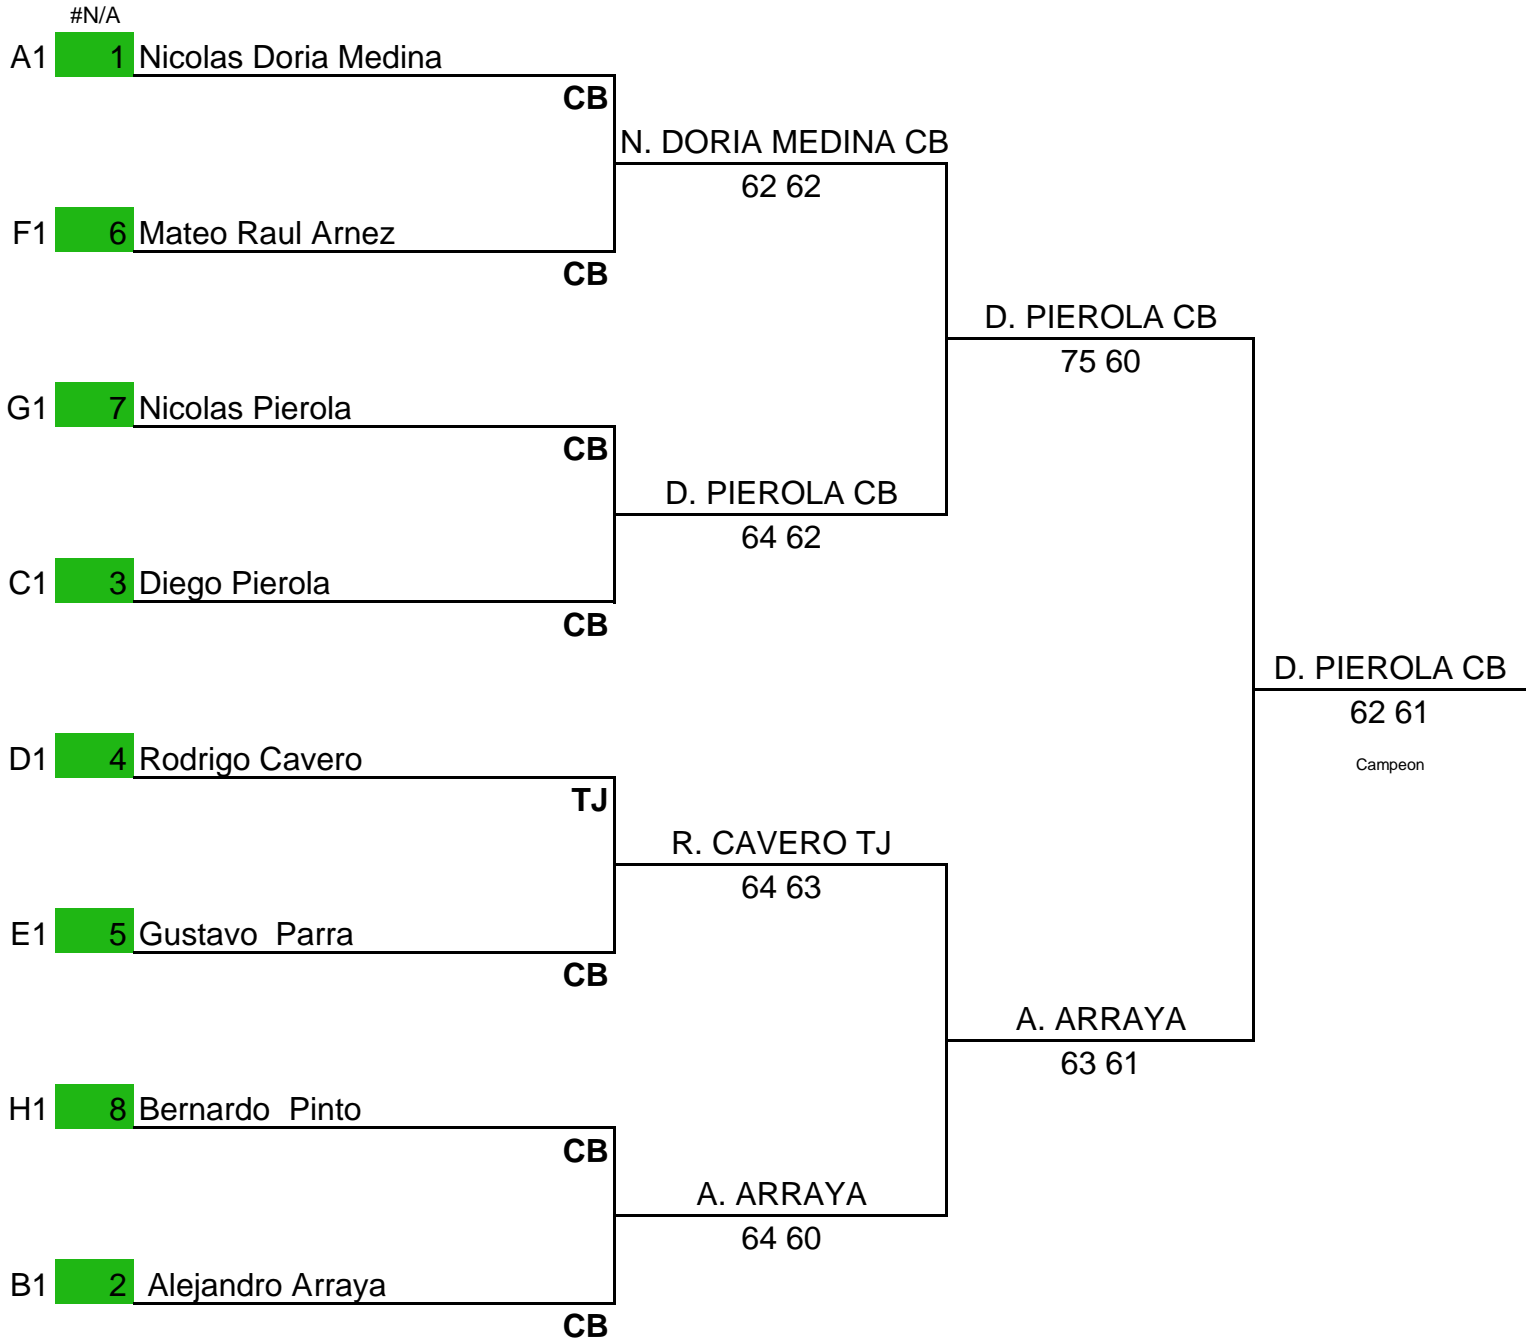 #N/A
A1 1 Nicolas Doria Medina
CB
N. DORIA MEDINA CB
62 62
F1 6 Mateo Raul Arnez
CB
D. PIEROLA CB
75 60
G1 7 Nicolas Pierola
CB
D. PIEROLA CB
64 62
C1 3 Diego Pierola
CB
D. PIEROLA CB
62 61
Campeon
D1 4 Rodrigo Cavero
TJ
R. CAVERO TJ
64 63
E1 5 Gustavo  Parra
CB
A. ARRAYA
63 61
H1 8 Bernardo  Pinto
CB
A. ARRAYA
64 60
B1 2 Alejandro Arraya
CB